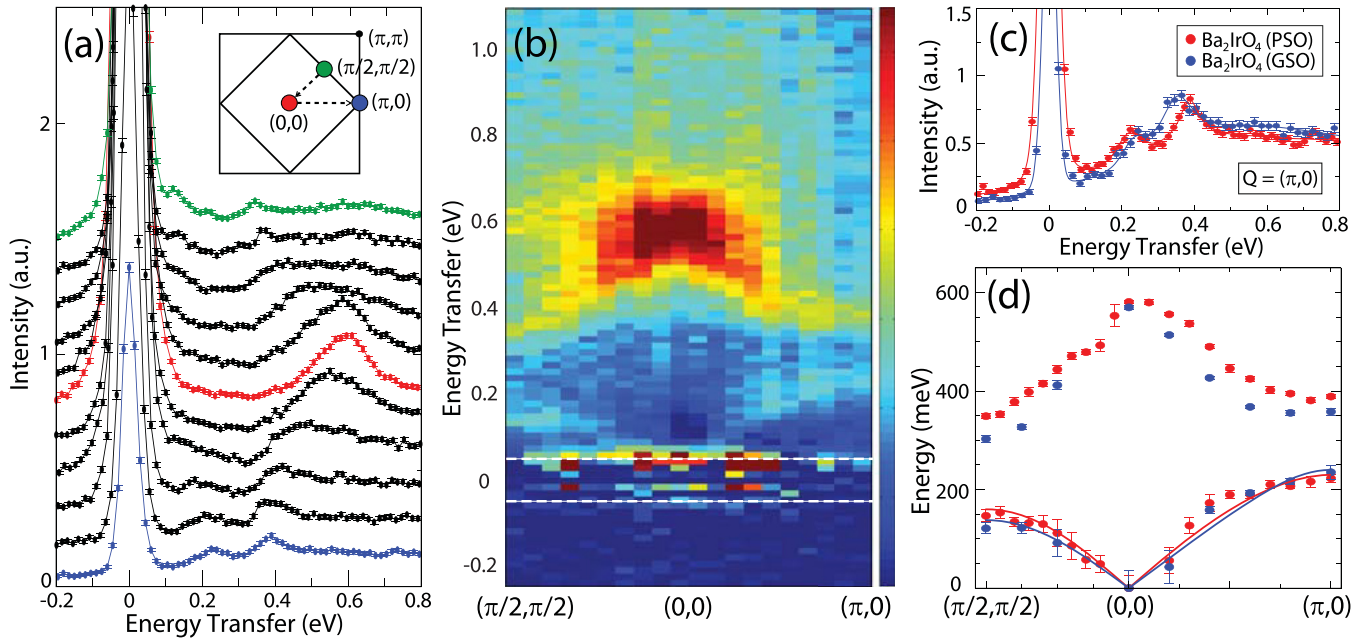 (a)
(π,π)
(π/2,π/2)
(π,0)
(0,0)
2
1
0
Intensity (a.u.)
-0.2 0 0.2 0.4 0.6 0.8
Energy Transfer (eV)
(b)
1.0
0.8
0.6
0.4
0.2
0
-0.2
Energy Transfer (eV)
(π/2,π/2) (0,0) (π,0)
(c)
1.5
1
0.5
0
Intensity (a.u.)
Ba₂IrO₄ (PSO)
Ba₂IrO₄ (GSO)
Q = (π,0)
-0.2 0 0.2 0.4 0.6 0.8
Energy Transfer (eV)
(d)
600
400
200
0
Energy (meV)
(π/2,π/2) (0,0) (π,0)